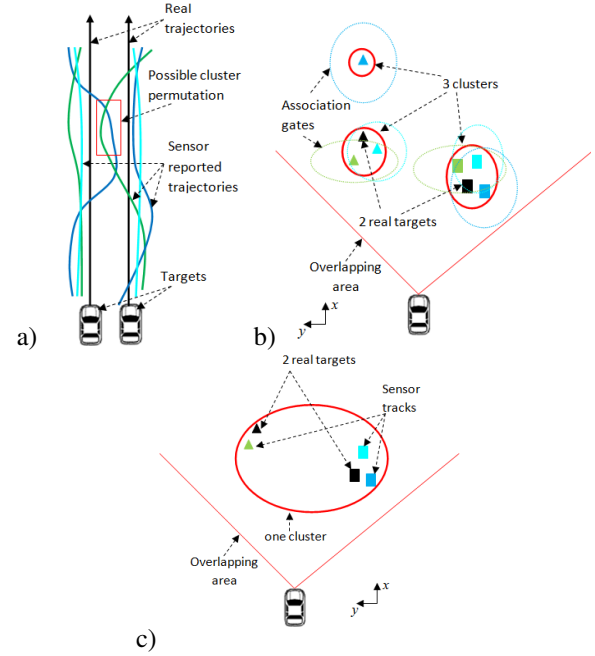 Real
trajectories
Possible cluster
permutation
Sensor
reported
trajectories
Targets
a)
Association
gates
3 clusters
2 real targets
Overlapping
area
x
y
b)
2 real targets
Sensor
tracks
one cluster
Overlapping
area
x
y
c)